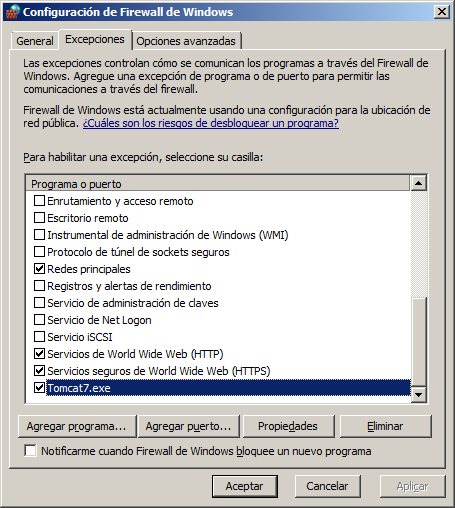 Configuración de Firewall de Windows
General
Excepciones
Opciones avanzadas
Las excepciones controlan cómo se comunican los programas a través del Firewall de
Windows. Agregue una excepción de programa o de puerto para permitir las
comunicaciones a través del firewall.
Firewall de Windows está actualmente usando una configuración para la ubicación de
red pública. ¿Cuáles son los riesgos de desbloquear un programa?
Para habilitar una excepción, seleccione su casilla:
Programa o puerto
Enrutamiento y acceso remoto
Escritorio remoto
Instrumental de administración de Windows (WMI)
Protocolo de túnel de sockets seguros
Redes principales
Registros y alertas de rendimiento
Servicio de administración de claves
Servicio de Net Logon
Servicio iSCSI
Servicios de World Wide Web (HTTP)
Servicios seguros de World Wide Web (HTTPS)
Tomcat7.exe
Agregar programa...
Agregar puerto...
Propiedades
Eliminar
Notificarme cuando Firewall de Windows bloquee un nuevo programa
Aceptar
Cancelar
Aplicar